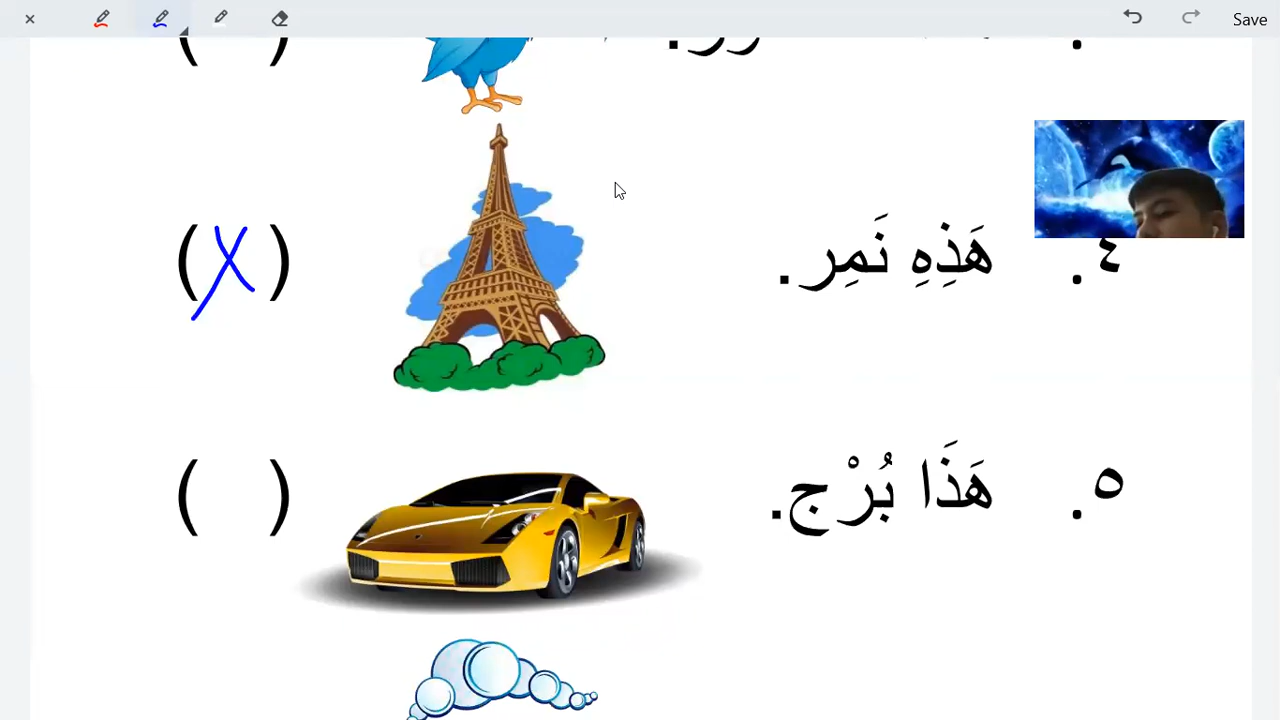 Save
( )
٤. هَذِهِ نَمِر. (X)
٥. هَذَا بُرْج. ( )